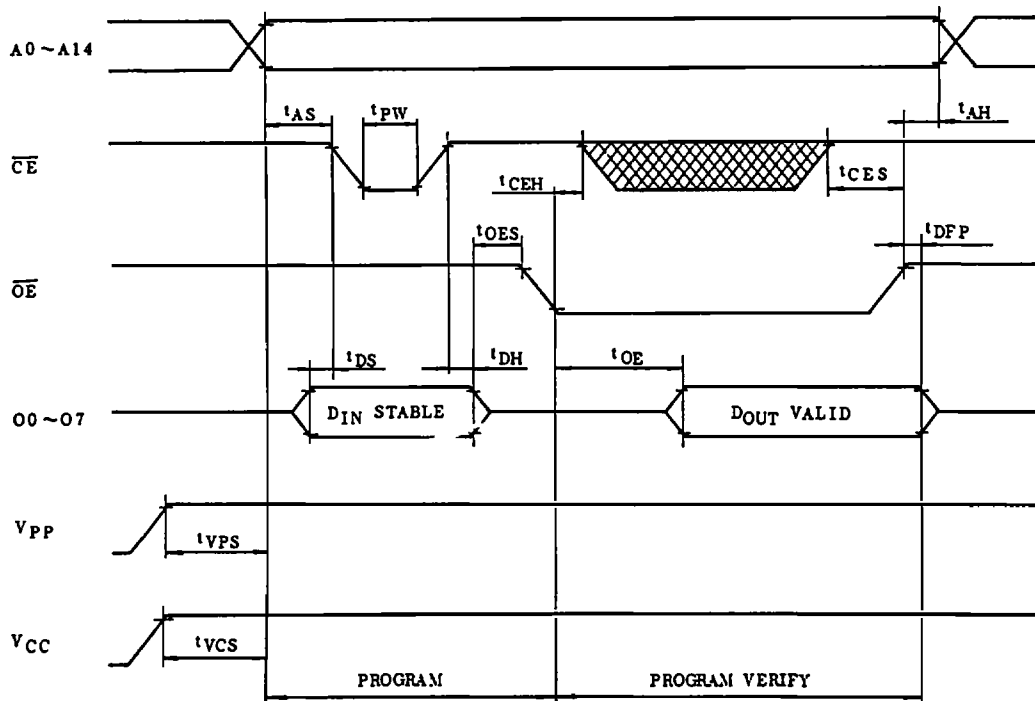 A0~A14
tAS
tPW
tAH
CE
tCEH
tCES
tOES
tDFP
OE
tDS
tDH
tOE
O0~O7
DIN STABLE
DOUT VALID
VPP
tVPS
VCC
tVCS
PROGRAM
PROGRAM VERIFY